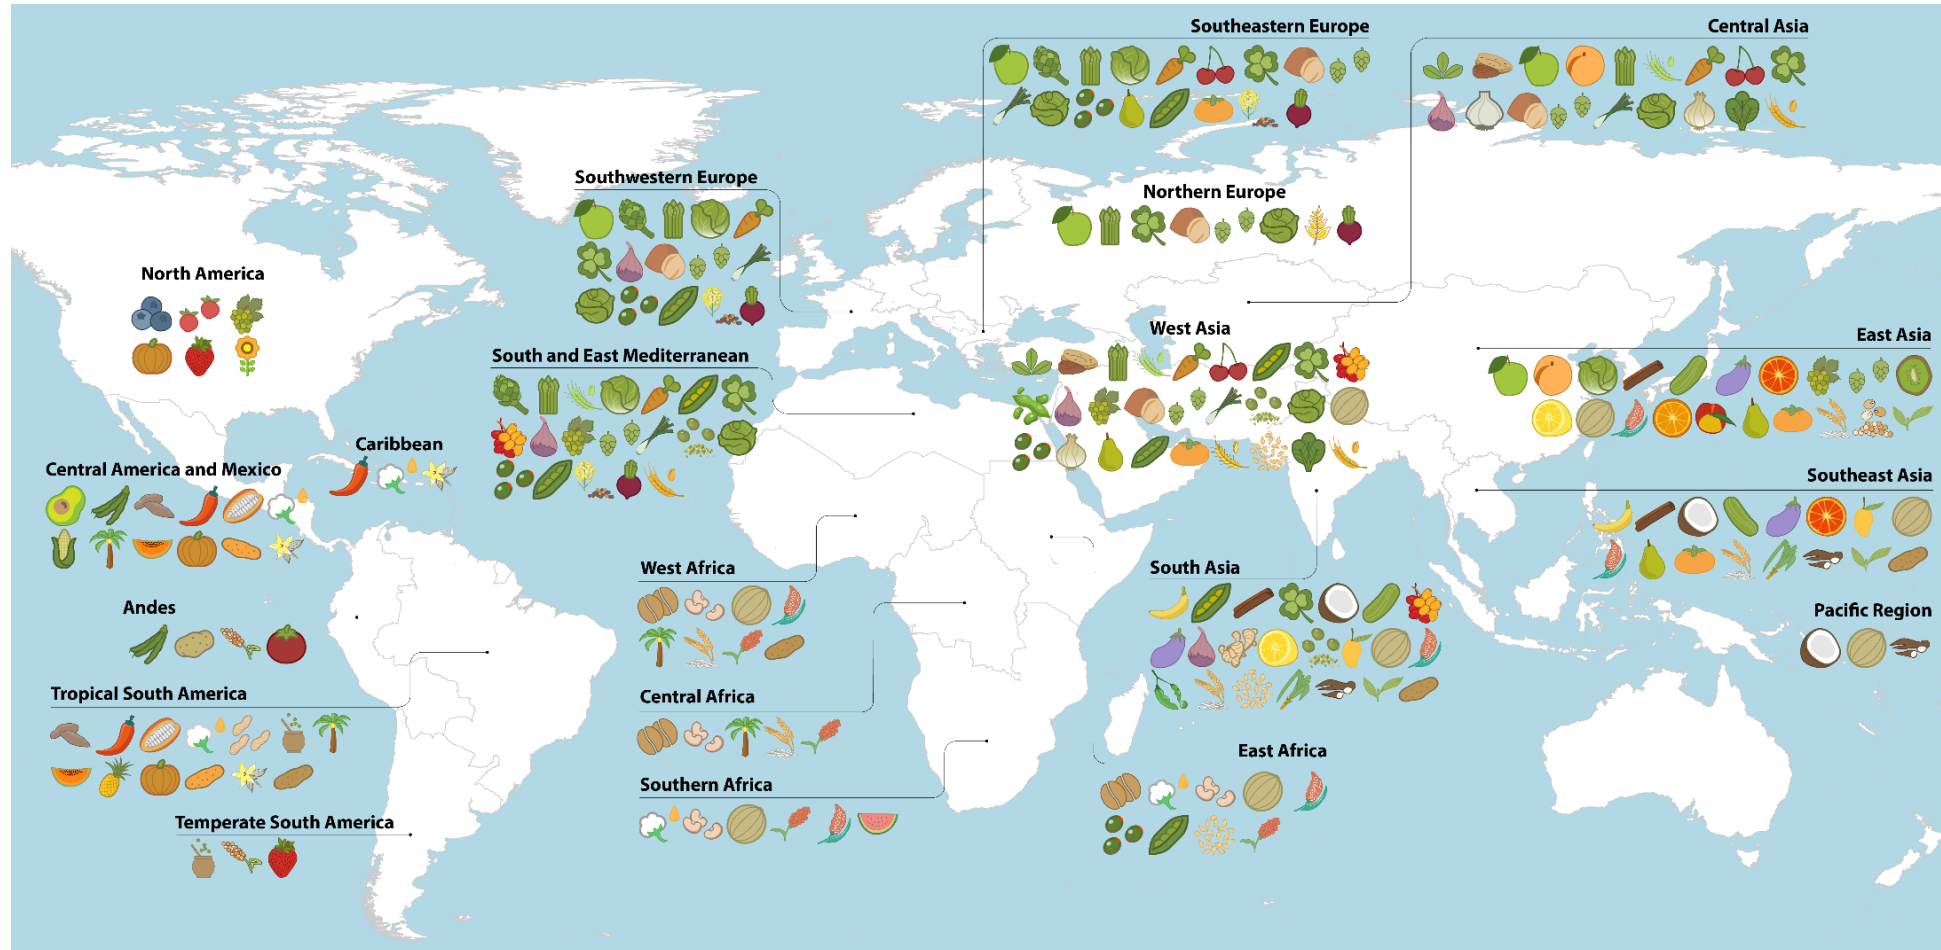 Southeastern Europe
Central Asia
Southwestern Europe
Northern Europe
North America
West Asia
East Asia
South and East Mediterranean
Caribbean
Central America and Mexico
Southeast Asia
West Africa
South Asia
Andes
Pacific Region
Tropical South America
Central Africa
East Africa
Southern Africa
Temperate South America